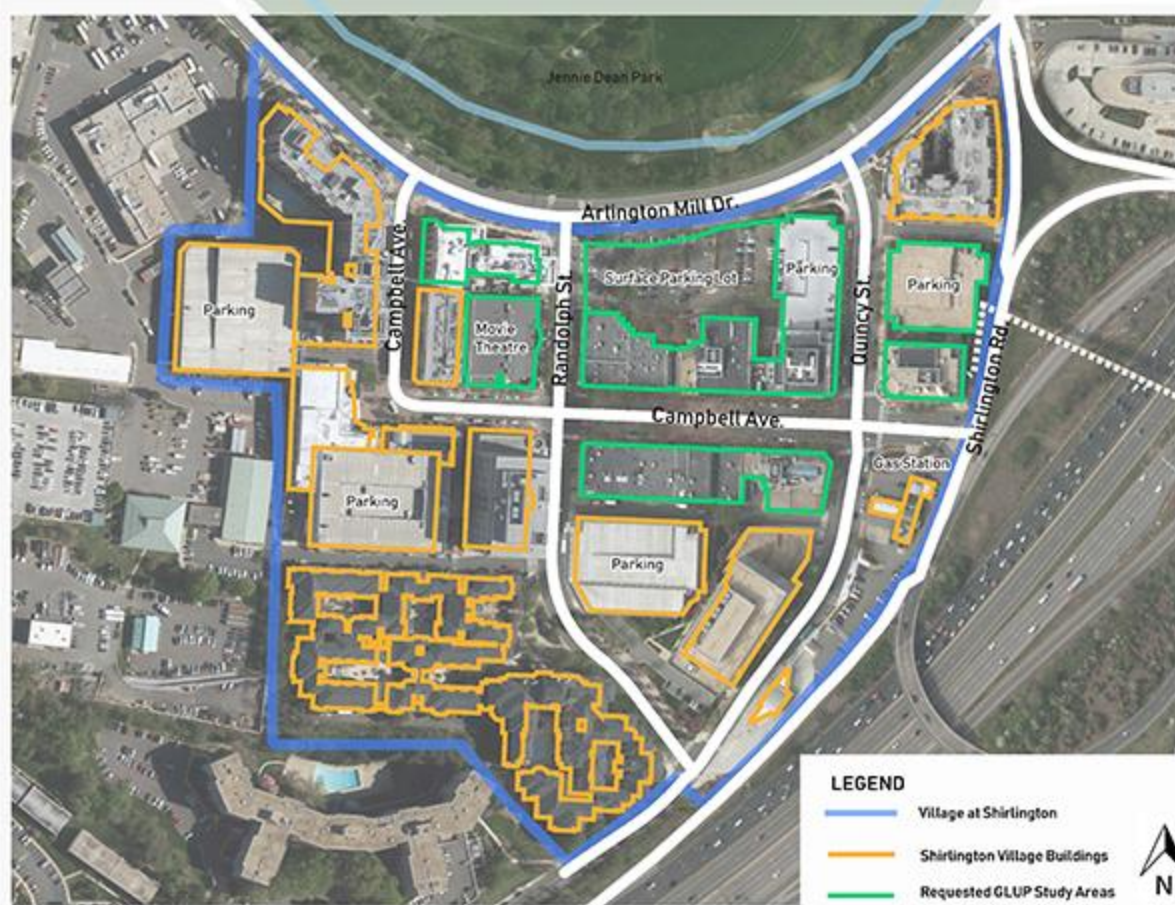 Jennie Dean Park
Arlington Mill Dr.
Campbell Ave.
Randolph St.
Surface Parking Lot
Parking
Quincy St.
Parking
Parking
Movie
Theatre
Shirlington Rd.
Campbell Ave.
Gas Station
Parking
Parking
LEGEND
Village at Shirlington
Shirlington Village Buildings
Requested GLUP Study Areas
N